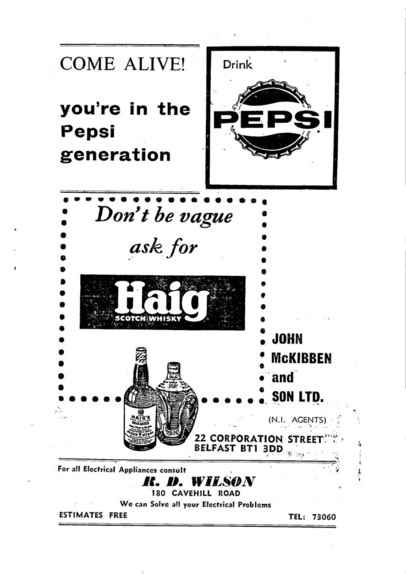 COME ALIVE!
you're in the
Pepsi
generation
Drink
PEPSI
Don't be vague
ask for
Haig
SCOTCH WHISKY
JOHN
McKIBBEN
and
SON LTD.
(N.I. AGENTS)
HAIG'S
22 CORPORATION STREET
BELFAST BT1 3DD
For all Electrical Appliances consult
R. D. WILSON
180 CAVEHILL ROAD
We can Solve all your Electrical Problems
ESTIMATES FREE
TEL: 73060